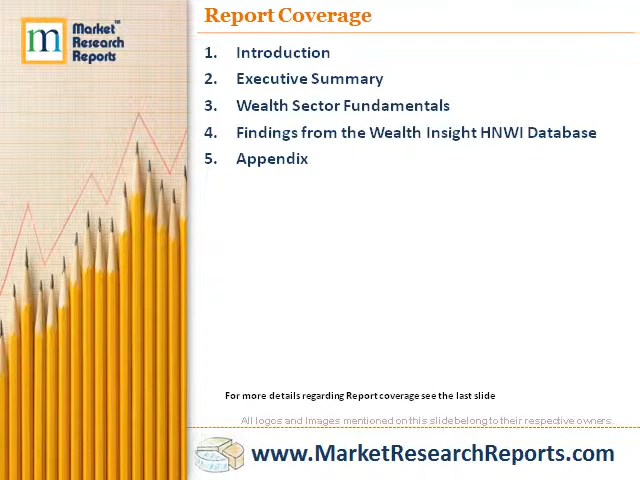 m
Market™
Research
Reports
Report Coverage
1. Introduction
2. Executive Summary
3. Wealth Sector Fundamentals
4. Findings from the Wealth Insight HNWI Database
5. Appendix
For more details regarding Report coverage see the last slide
All logos and Images mentioned on this slide belong to their respective owners.
www.MarketResearchReports.com